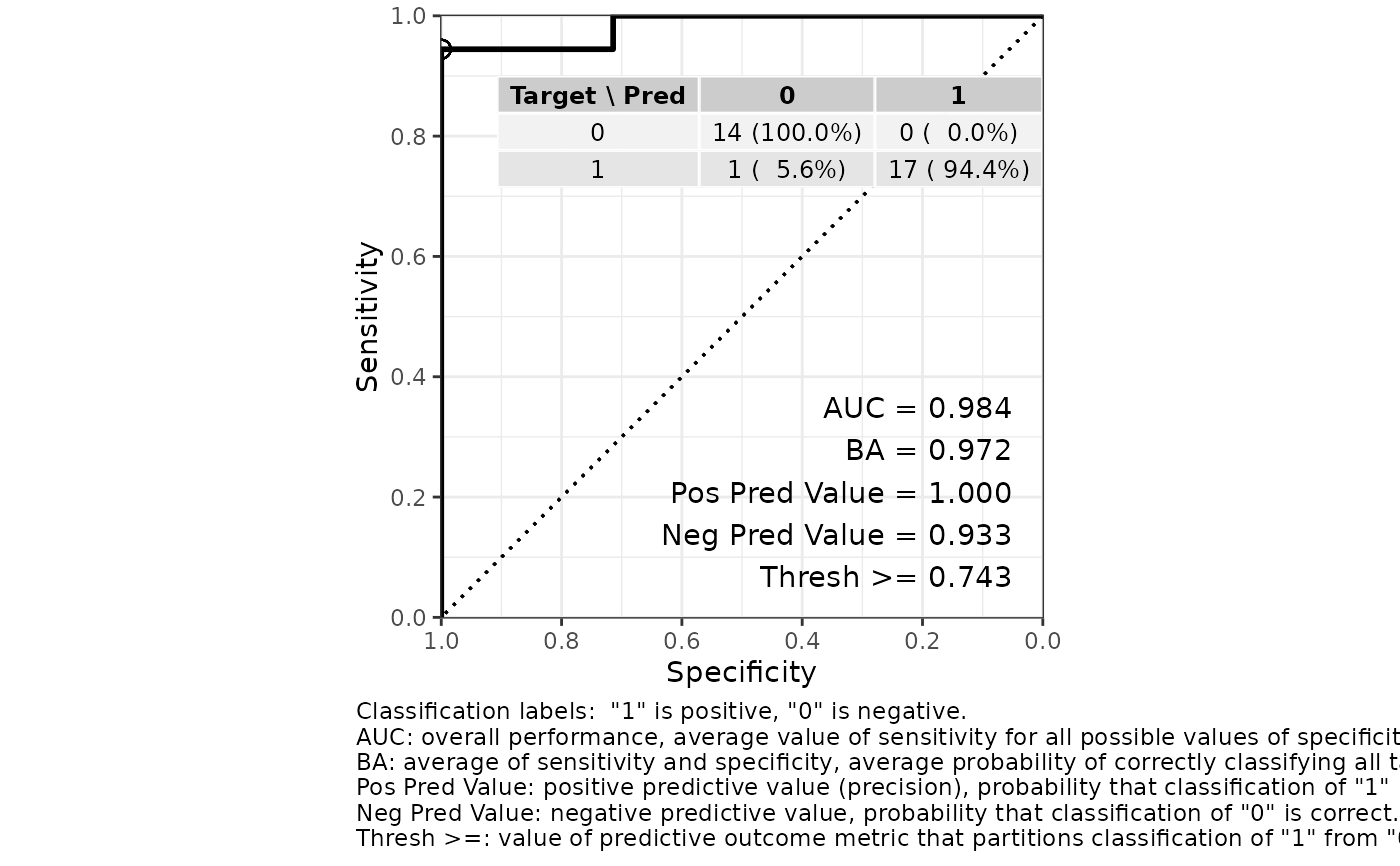 1.0
0.8
0.6
0.4
0.2
0.0
Sensitivity
Target \ Pred 0 1
0 14 (100.0%) 0 (  0.0%)
1 1 (  5.6%) 17 ( 94.4%)
AUC = 0.984
BA = 0.972
Pos Pred Value = 1.000
Neg Pred Value = 0.933
Thresh >= 0.743
1.0 0.8 0.6 0.4 0.2 0.0
Specificity
Classification labels:  "1" is positive, "0" is negative.
AUC: overall performance, average value of sensitivity for all possible values of
BA: average of sensitivity and specificity, average probability of correctly classifying all
Pos Pred Value: positive predictive value (precision), probability that classification of "1"
Neg Pred Value: negative predictive value, probability that classification of "0" is correct.
Thresh >=: value of predictive outcome metric that partitions classification of "1" from